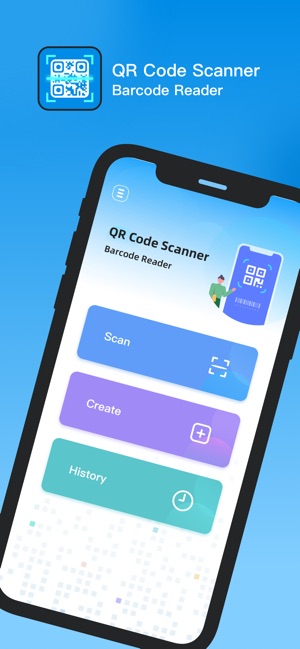 QR Code Scanner
Barcode Reader
QR Code Scanner
Barcode Reader
Scan
Create
History